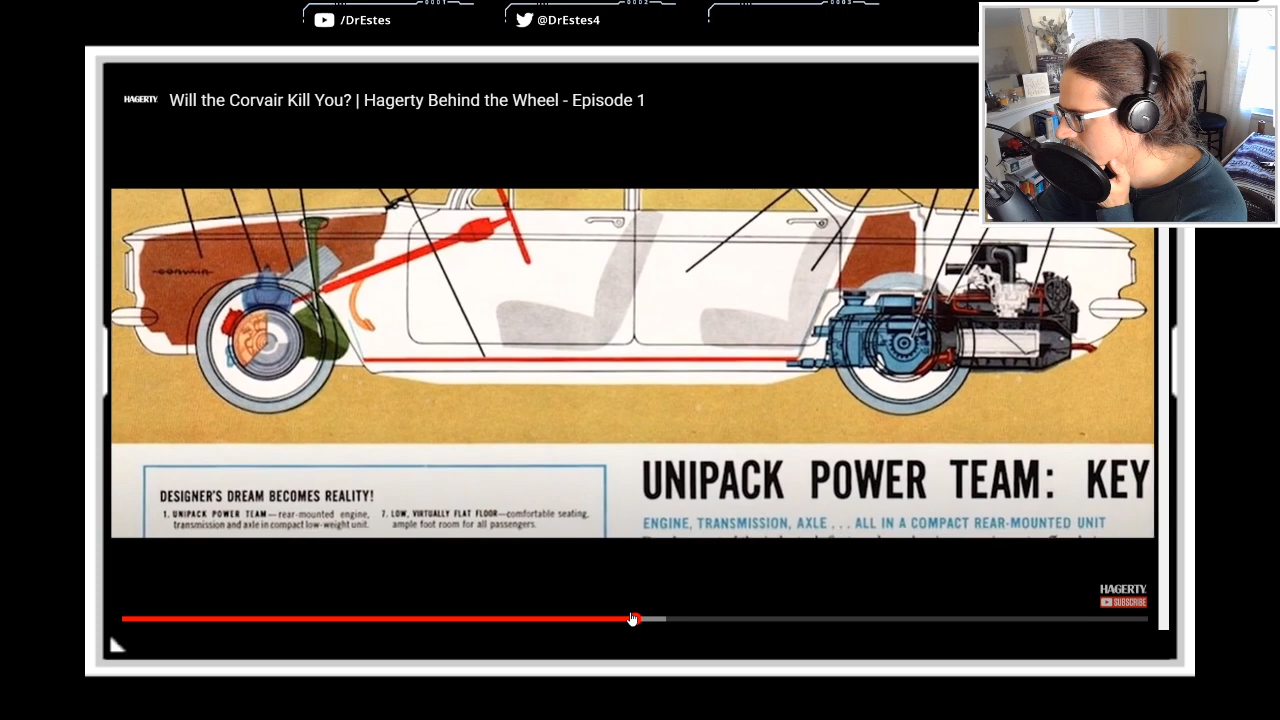 0001
0002
0003
/DrEstes
@DrEstes4
HAGERTY
Will the Corvair Kill You? | Hagerty Behind the Wheel - Episode 1
CORVAIR
UNIPACK POWER TEAM: KEY
ENGINE, TRANSMISSION, AXLE . . . ALL IN A COMPACT REAR-MOUNTED UNIT
DESIGNER'S DREAM BECOMES REALITY!
1. UNIPACK POWER TEAM—rear-mounted engine,
transmission and axle in compact low-weight unit.
7. LOW, VIRTUALLY FLAT FLOOR—comfortable seating,
ample foot room for all passengers.
HAGERTY
SUBSCRIBE